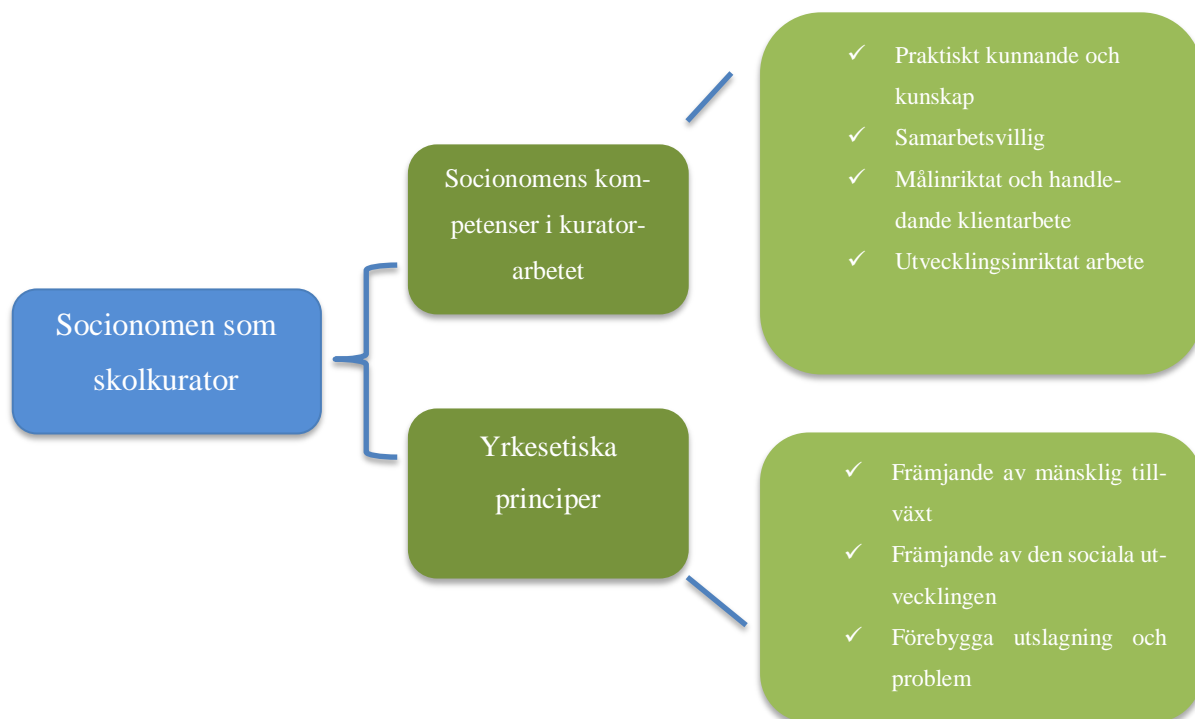 Socionomen som
skolkurator
Socionomens kom-
petenser i kurator-
arbetet
✓ Praktiskt kunnande och
kunskap
✓ Samarbetsvillig
✓ Målinriktat och handle-
dande klientarbete
✓ Utvecklingsinriktat arbete
Yrkesetiska
principer
✓ Främjande av mänsklig till-
växt
✓ Främjande av den sociala ut-
vecklingen
✓ Förebygga utslagning och
problem